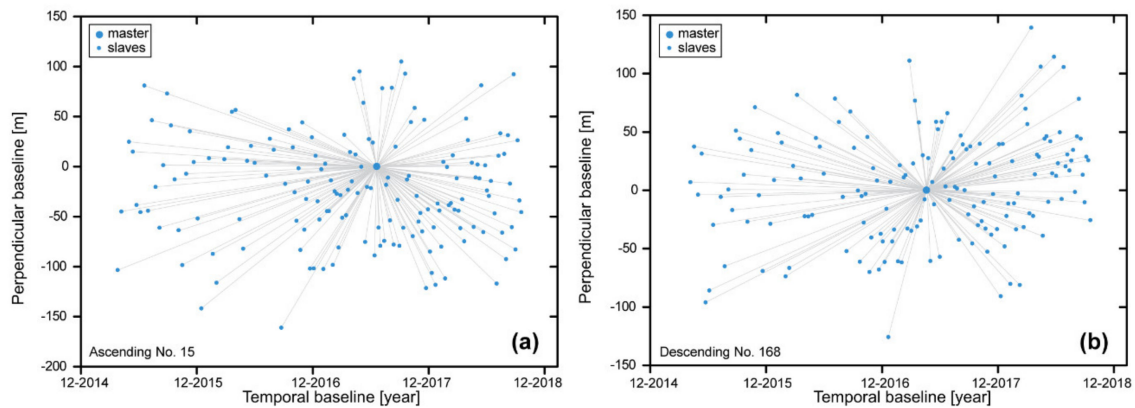 150
100
50
0
-50
-100
-150
-200
Perpendicular baseline [m]
master
slaves
Ascending No. 15
(a)
12-2014
12-2015
12-2016
12-2017
12-2018
Temporal baseline [year]
150
100
50
0
-50
-100
-150
Perpendicular baseline [m]
master
slaves
Descending No. 168
(b)
12-2014
12-2015
12-2016
12-2017
12-2018
Temporal baseline [year]